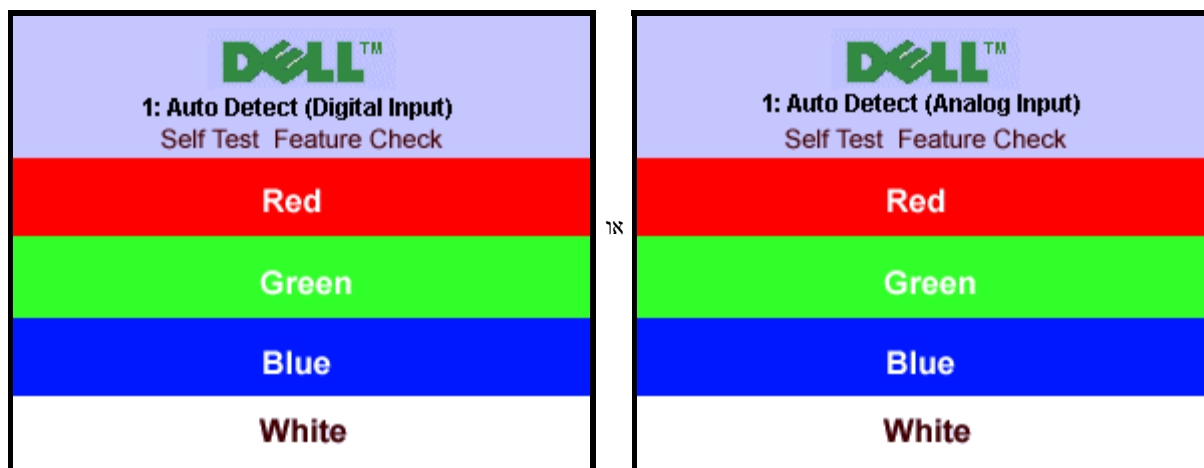 DELL™
1: Auto Detect (Digital Input)
Self Test Feature Check
Red
Green
Blue
White
או
DELL™
1: Auto Detect (Analog Input)
Self Test Feature Check
Red
Green
Blue
White